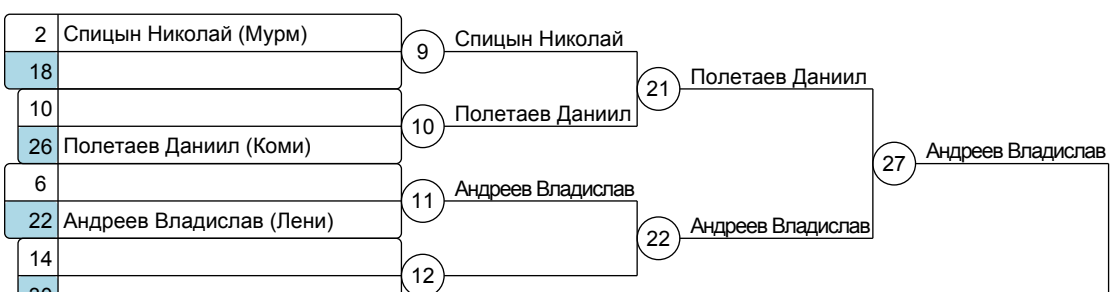 2 Спицын Николай (Мурм)
9 Спицын Николай
18
21 Полетаев Даниил
10
10 Полетаев Даниил
26 Полетаев Даниил (Коми)
27 Андреев Владислав
6
11 Андреев Владислав
22 Андреев Владислав (Лени)
22 Андреев Владислав
14
12